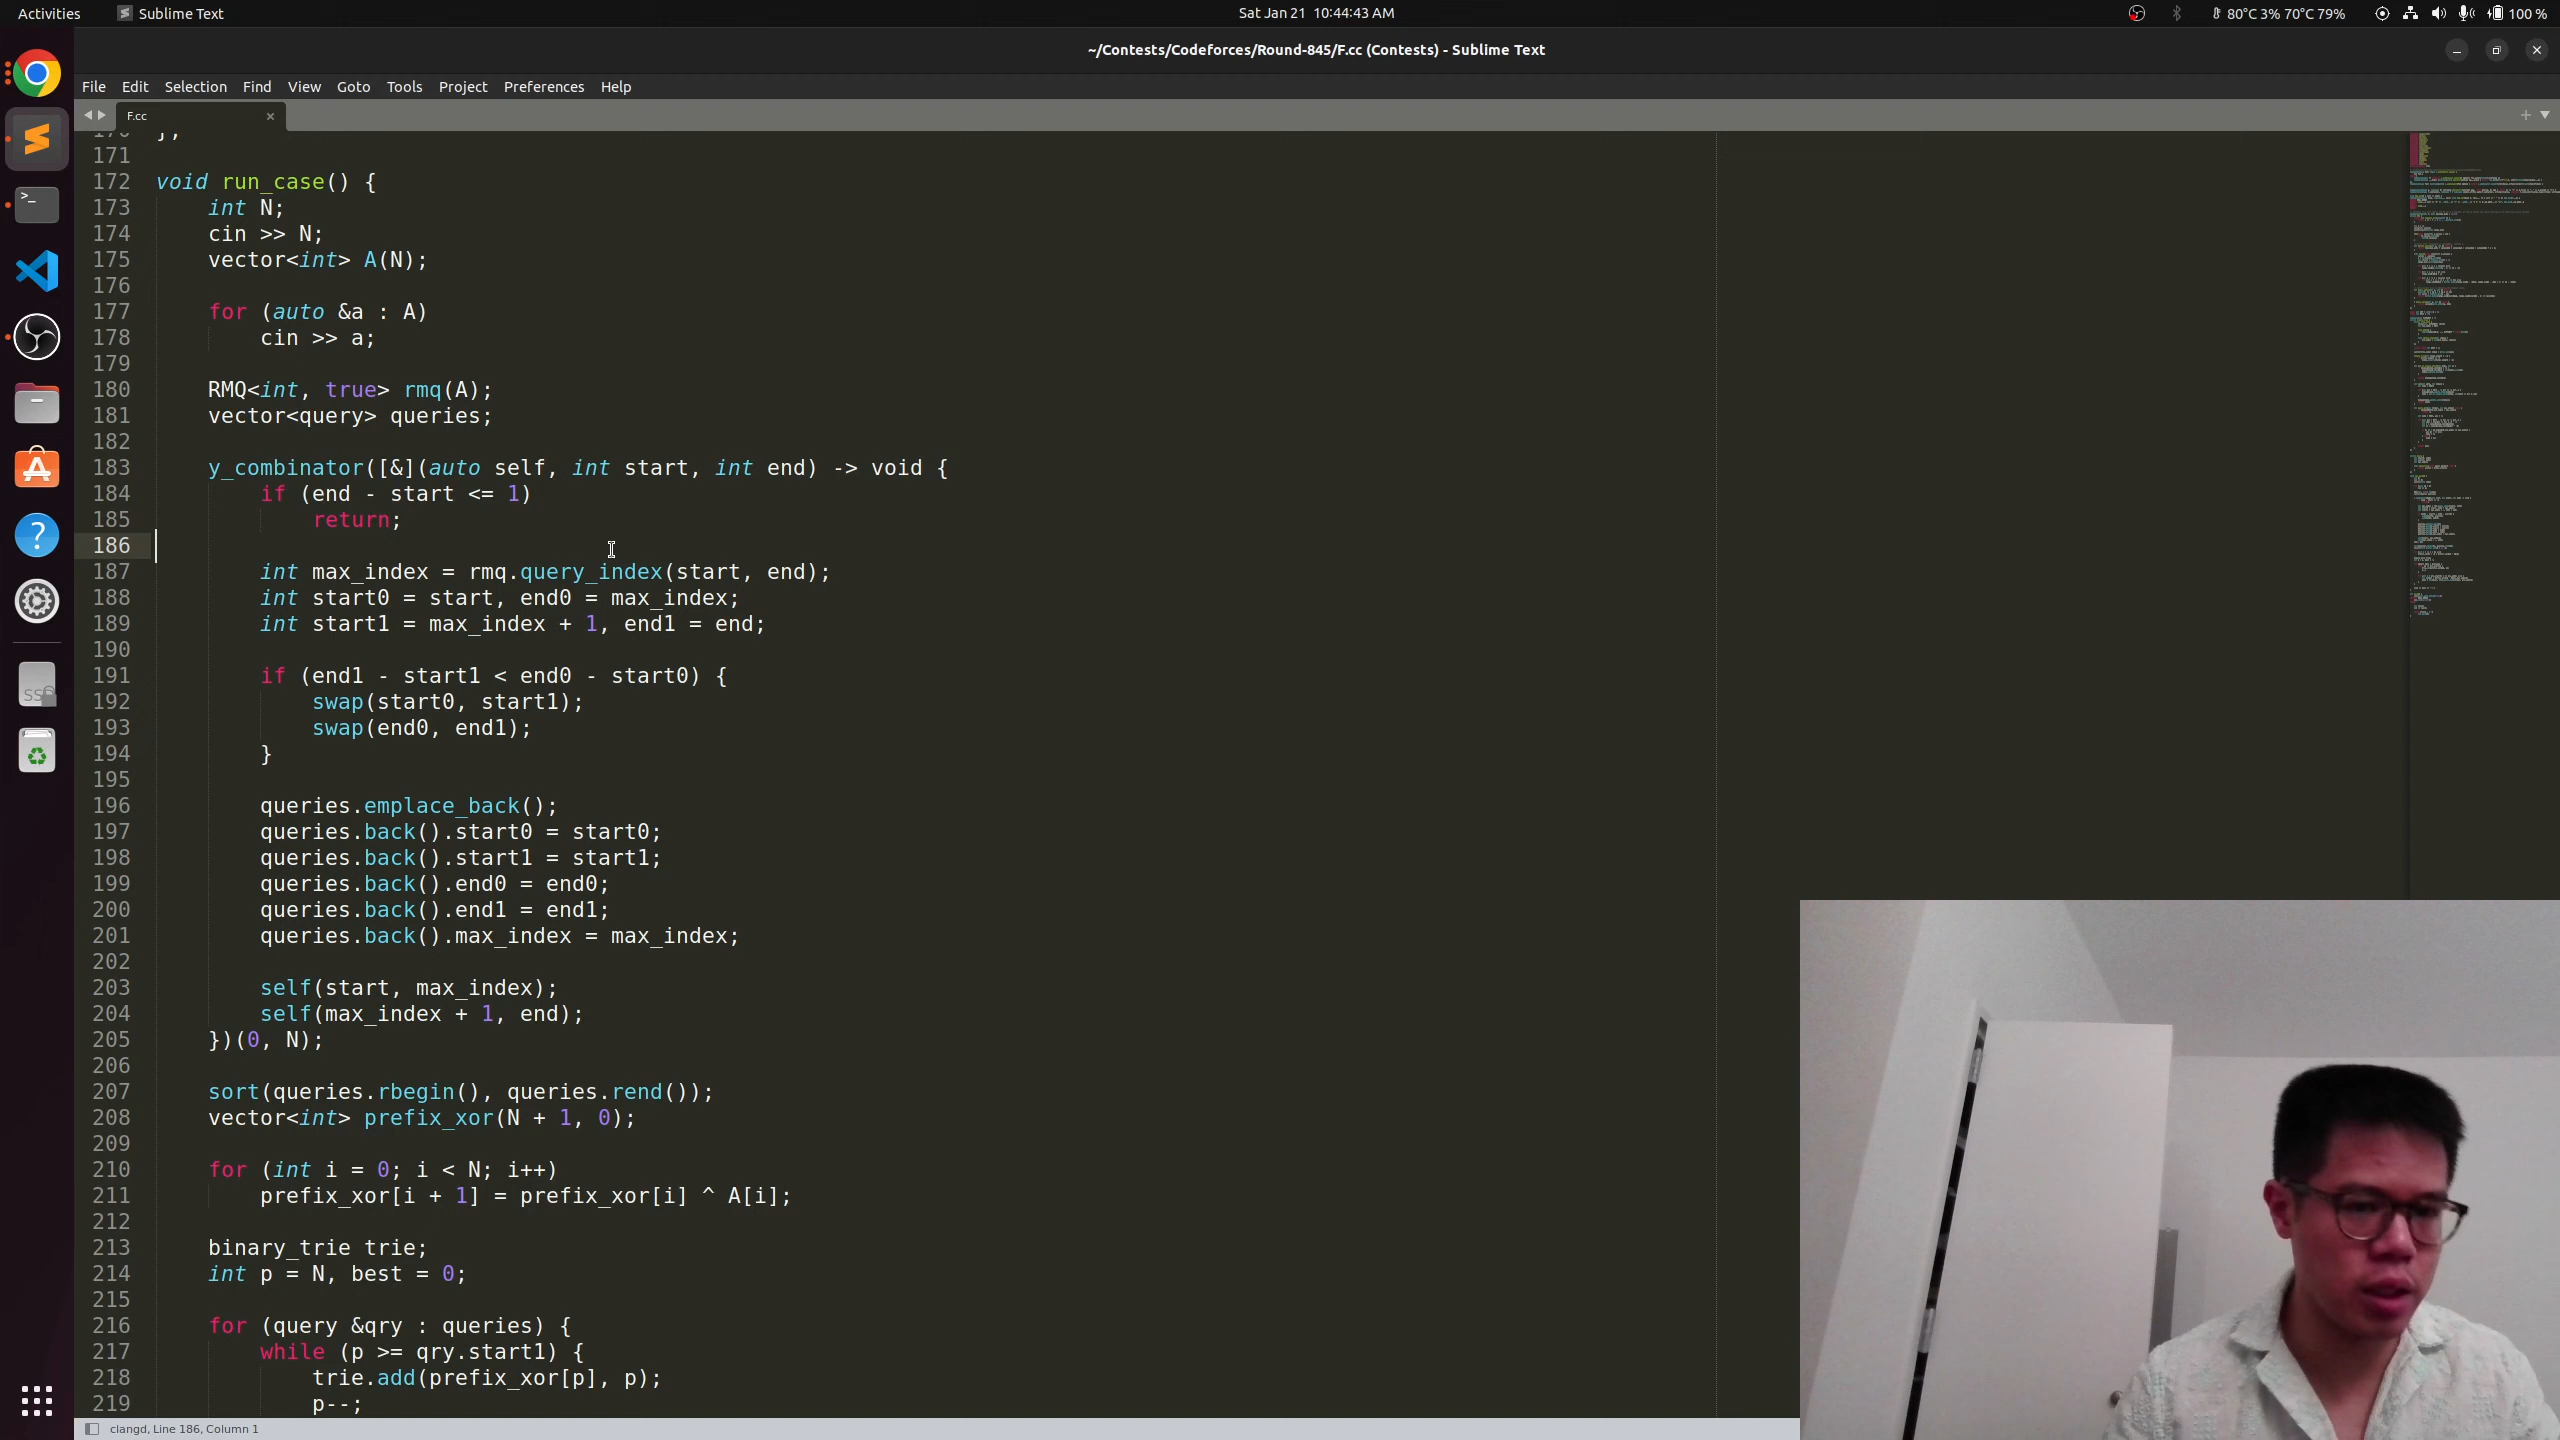 Activities
Sublime Text
Sat Jan 21 10:44:43 AM
80°C 3% 70°C 79%
100 %
~/Contests/Codeforces/Round-845/F.cc (Contests) - Sublime Text
File Edit Selection Find View Goto Tools Project Preferences Help
F.cc
170 };
171
172 void run_case() {
173 int N;
174 cin >> N;
175 vector<int> A(N);
176
177 for (auto &a : A)
178 cin >> a;
179
180 RMQ<int, true> rmq(A);
181 vector<query> queries;
182
183 y_combinator([&](auto self, int start, int end) -> void {
184 if (end - start <= 1)
185 return;
186
187 int max_index = rmq.query_index(start, end);
188 int start0 = start, end0 = max_index;
189 int start1 = max_index + 1, end1 = end;
190
191 if (end1 - start1 < end0 - start0) {
192 swap(start0, start1);
193 swap(end0, end1);
194 }
195
196 queries.emplace_back();
197 queries.back().start0 = start0;
198 queries.back().start1 = start1;
199 queries.back().end0 = end0;
200 queries.back().end1 = end1;
201 queries.back().max_index = max_index;
202
203 self(start, max_index);
204 self(max_index + 1, end);
205 })(0, N);
206
207 sort(queries.rbegin(), queries.rend());
208 vector<int> prefix_xor(N + 1, 0);
209
210 for (int i = 0; i < N; i++)
211 prefix_xor[i + 1] = prefix_xor[i] ^ A[i];
212
213 binary_trie trie;
214 int p = N, best = 0;
215
216 for (query &qry : queries) {
217 while (p >= qry.start1) {
218 trie.add(prefix_xor[p], p);
219 p--;
clangd, Line 186, Column 1